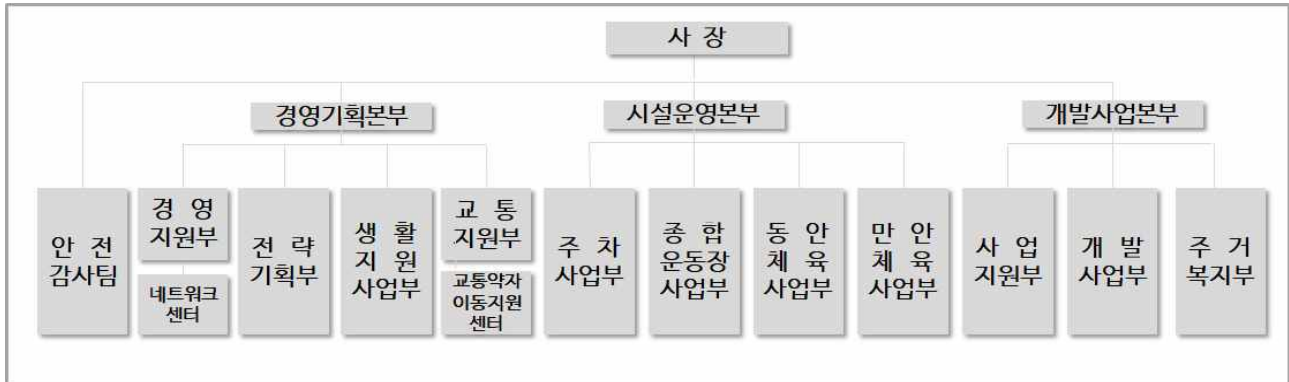 사 장
경영기획본부
시설운영본부
개발사업본부
안 전
감사팀
경 영
지원부
네트워크
센터
전 략
기획부
생 활
지 원
사업부
교 통
지원부
교통약자
이동지원
센터
주 차
사업부
종 합
운동장
사업부
동 안
체 육
사업부
만 안
체 육
사업부
사 업
지원부
개 발
사업부
주 거
복지부